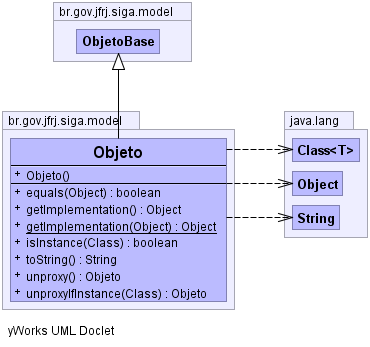 br.gov.jfrj.siga.model
ObjetoBase
br.gov.jfrj.siga.model
Objeto
+ Objeto()
+ equals(Object) : boolean
+ getImplementation() : Object
+ getImplementation(Object) : Object
+ isInstance(Class) : boolean
+ toString() : String
+ unproxy() : Objeto
+ unproxyIfInstance(Class) : Objeto
java.lang
Class<T>
Object
String
yWorks UML Doclet